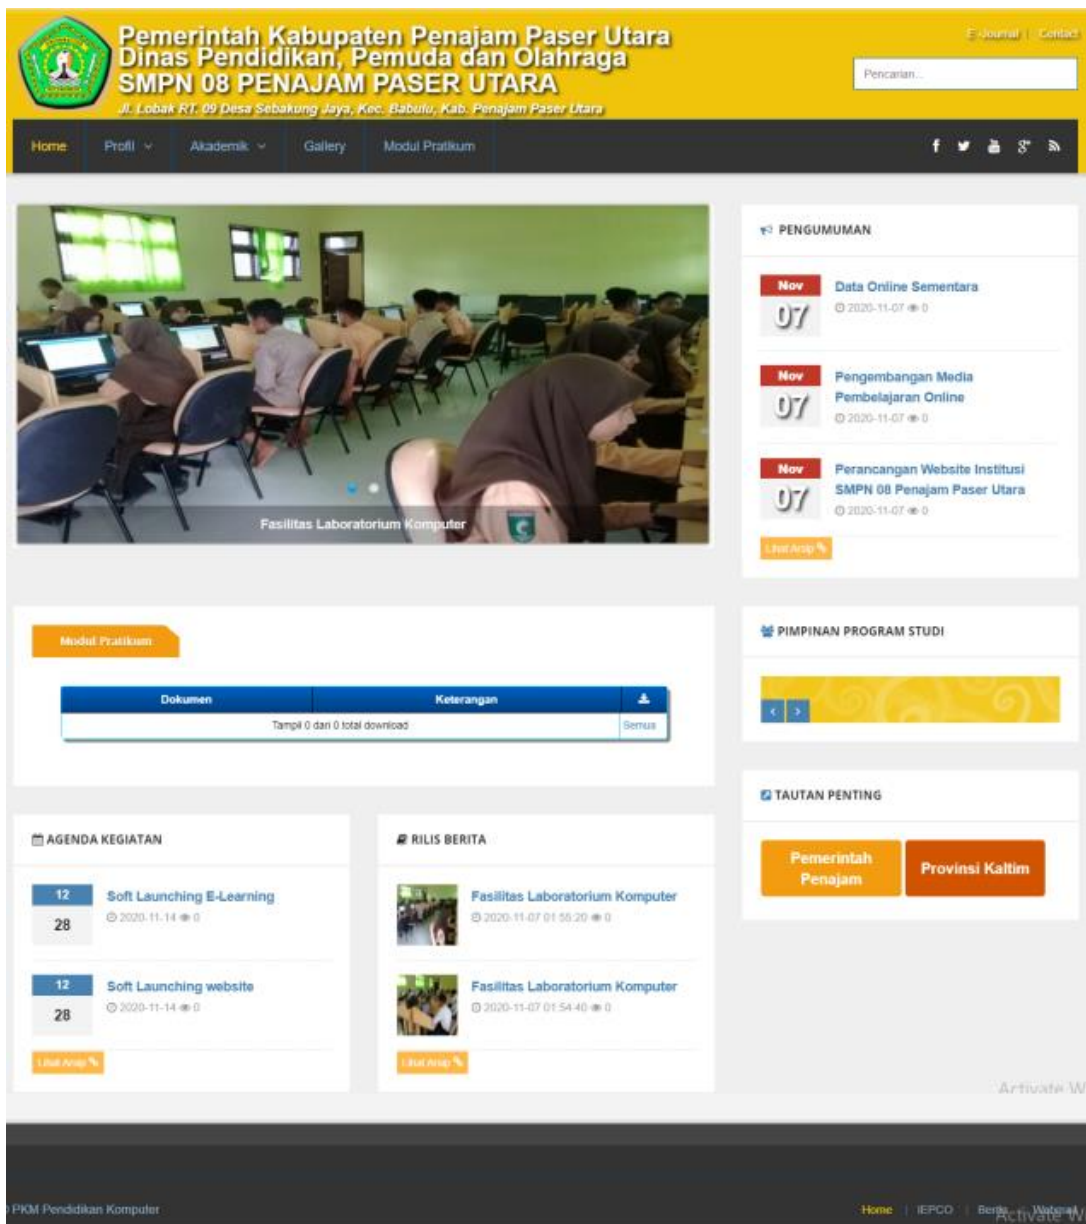 Pemerintah Kabupaten Penajam Paser Utara
Dinas Pendidikan, Pemuda dan Olahraga
SMPN 08 PENAJAM PASER UTARA
Jl. Lobak RT. 09 Desa Sebakung Jaya, Kec. Babulu, Kab. Penajam Paser Utara
E-Journal | Contact
Pencarian...
Home Profil Akademik Gallery Modul Pratikum
Fasilitas Laboratorium Komputer
PENGUMUMAN
Nov
07
Data Online Sementara
2020-11-07 0
Nov
07
Pengembangan Media
Pembelajaran Online
2020-11-07 0
Nov
07
Perancangan Website Institusi
SMPN 08 Penajam Paser Utara
2020-11-07 0
Lihat Arsip
Modul Pratikum
Dokumen Keterangan
Tampil 0 dari 0 total download Semua
PIMPINAN PROGRAM STUDI
TAUTAN PENTING
Pemerintah
Penajam
Provinsi Kaltim
AGENDA KEGIATAN
12
28
Soft Launching E-Learning
2020-11-14 0
12
28
Soft Launching website
2020-11-14 0
Lihat Arsip
RILIS BERITA
Fasilitas Laboratorium Komputer
2020-11-07 01:55:20 0
Fasilitas Laboratorium Komputer
2020-11-07 01:54:40 0
Lihat Arsip
Activate W
PKM Pendidikan Komputer
Home | IEPCO | Berita | Webmail
Activate W